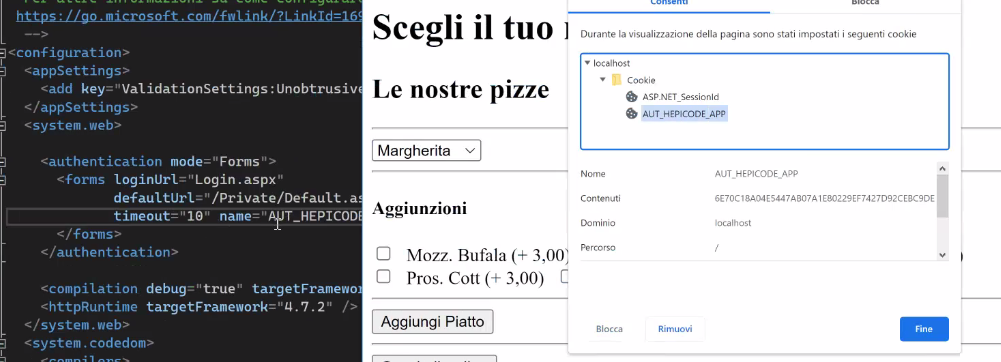 https://go.microsoft.com/fwlink/?LinkId=169
-->
<configuration>
<appSettings>
<add key="ValidationSettings:Unobtrusive
</appSettings>
<system.web>
<authentication mode="Forms">
<forms loginUrl="Login.aspx"
defaultUrl="/Private/Default.as
timeout="10" name="AUT_HEPICODE
</forms>
</authentication>
<compilation debug="true" targetFramewor
<httpRuntime targetFramework="4.7.2" />
</system.web>
<system.codedom>
<compilers>
Scegli il tuo
Le nostre pizze
Margherita
Aggiunzioni
Mozz. Bufala (+ 3,00)
Pros. Cott (+ 3,00)
Aggiungi Piatto
Consenti
Blocca
Durante la visualizzazione della pagina sono stati impostati i seguenti cookie
localhost
Cookie
ASP.NET_SessionId
AUT_HEPICODE_APP
Nome AUT_HEPICODE_APP
Contenuti 6E70C18A04E5447AB07A1E80229EF7427D92CEBC9DE
Dominio localhost
Percorso /
Blocca
Rimuovi
Fine